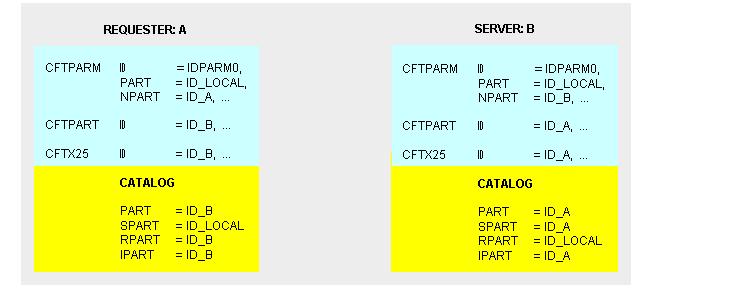 REQUESTER: A
CFTPARM ID = IDPARM0,
PART = ID_LOCAL,
NPART = ID_A, ...
CFTPART ID = ID_B, ...
CFTX25 ID = ID_B, ...
CATALOG
PART = ID_B
SPART = ID_LOCAL
RPART = ID_B
IPART = ID_B
SERVER: B
CFTPARM ID = IDPARM0,
PART = ID_LOCAL,
NPART = ID_B, ...
CFTPART ID = ID_A, ...
CFTX25 ID = ID_A, ...
CATALOG
PART = ID_A
SPART = ID_A
RPART = ID_LOCAL
IPART = ID_A